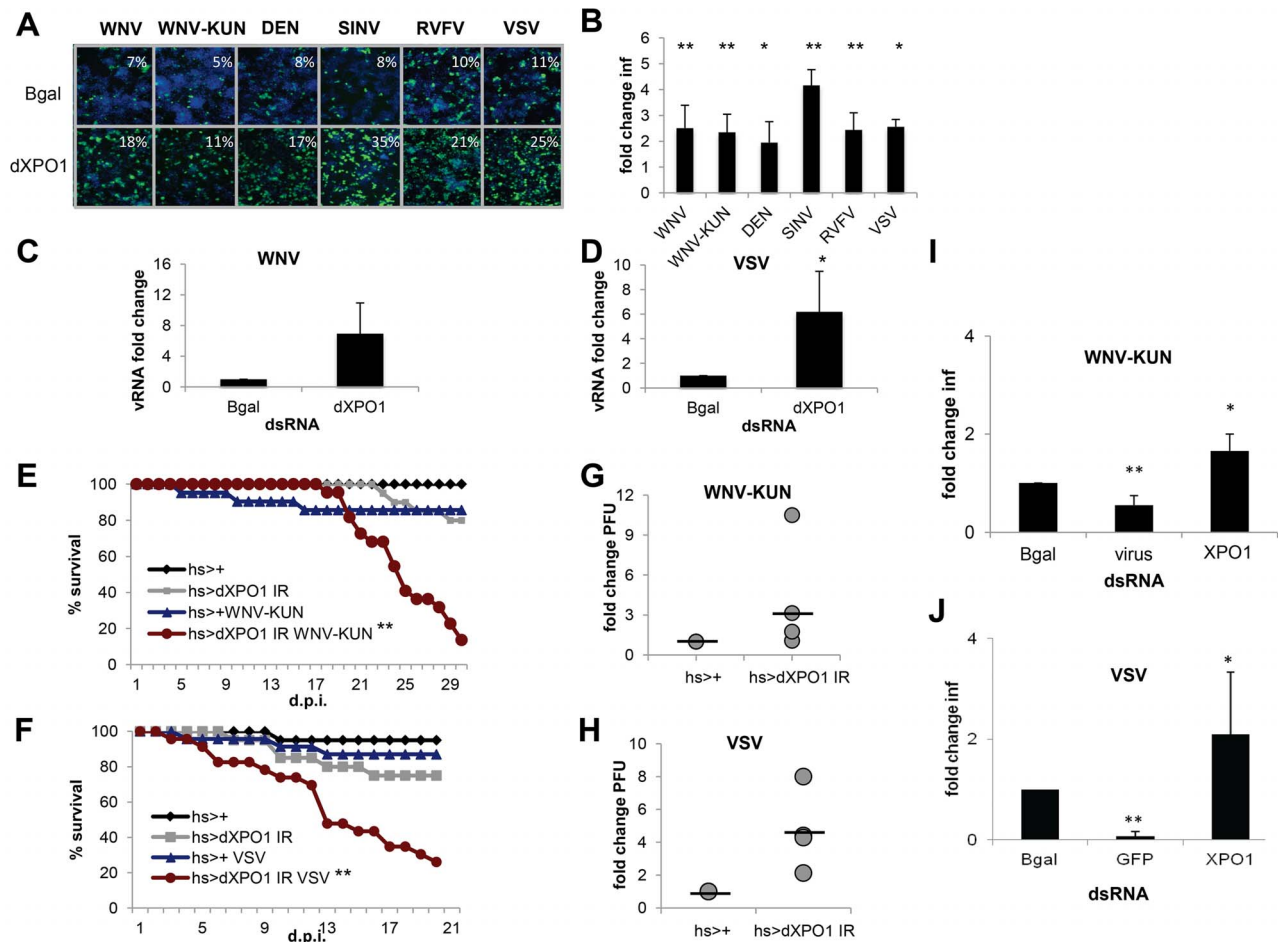 A
WNV WNV-KUN DEN SINV RVFV VSV
Bgal
7% 5% 8% 8% 10% 11%
dXPO1
18% 11% 17% 35% 21% 25%
B
fold change inf
6
5
4
3
2
1
0
** ** * ** ** *
WNV
WNV-KUN
DEN
SINV
RVFV
VSV
C
WNV
vRNA fold change
16
12
8
4
0
Bgal dXPO1
dsRNA
D
VSV
vRNA fold change
10
8
6
4
2
0
*
Bgal dXPO1
dsRNA
E
% survival
100
80
60
40
20
0
hs>+
hs>dXPO1 IR
hs>+WNV-KUN
hs>dXPO1 IR WNV-KUN **
1 5 9 13 17 21 25 29
d.p.i.
F
% survival
100
80
60
40
20
0
hs>+
hs>dXPO1 IR
hs>+ VSV
hs>dXPO1 IR VSV **
1 5 9 13 17 21
d.p.i.
G
WNV-KUN
fold change PFU
12
9
6
3
0
hs>+ hs>dXPO1 IR
H
VSV
fold change PFU
10
8
6
4
2
0
hs>+ hs>dXPO1 IR
I
WNV-KUN
fold change inf
4
2
0
**
*
Bgal virus XPO1
dsRNA
J
VSV
fold change inf
4
2
0
**
*
Bgal GFP XPO1
dsRNA